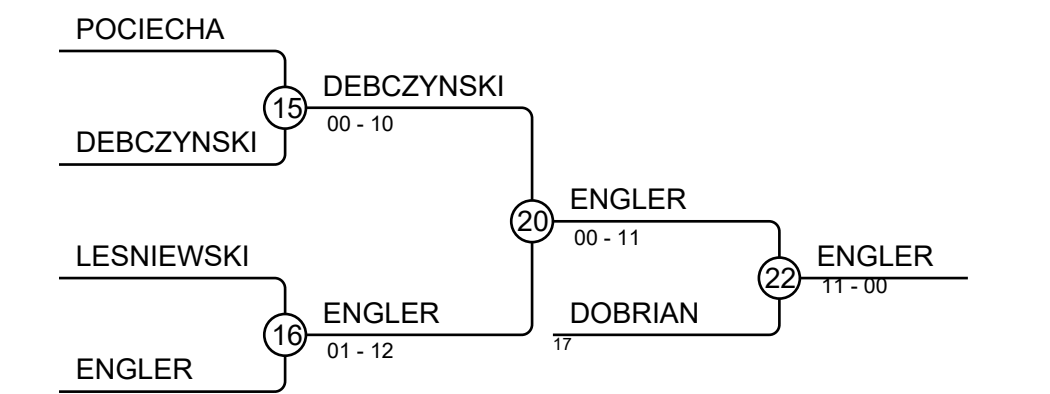 POCIECHA
DEBCZYNSKI
15
00 - 10
DEBCZYNSKI
ENGLER
20
00 - 11
LESNIEWSKI
ENGLER
22
11 - 00
ENGLER
DOBRIAN
16
01 - 12
17
ENGLER